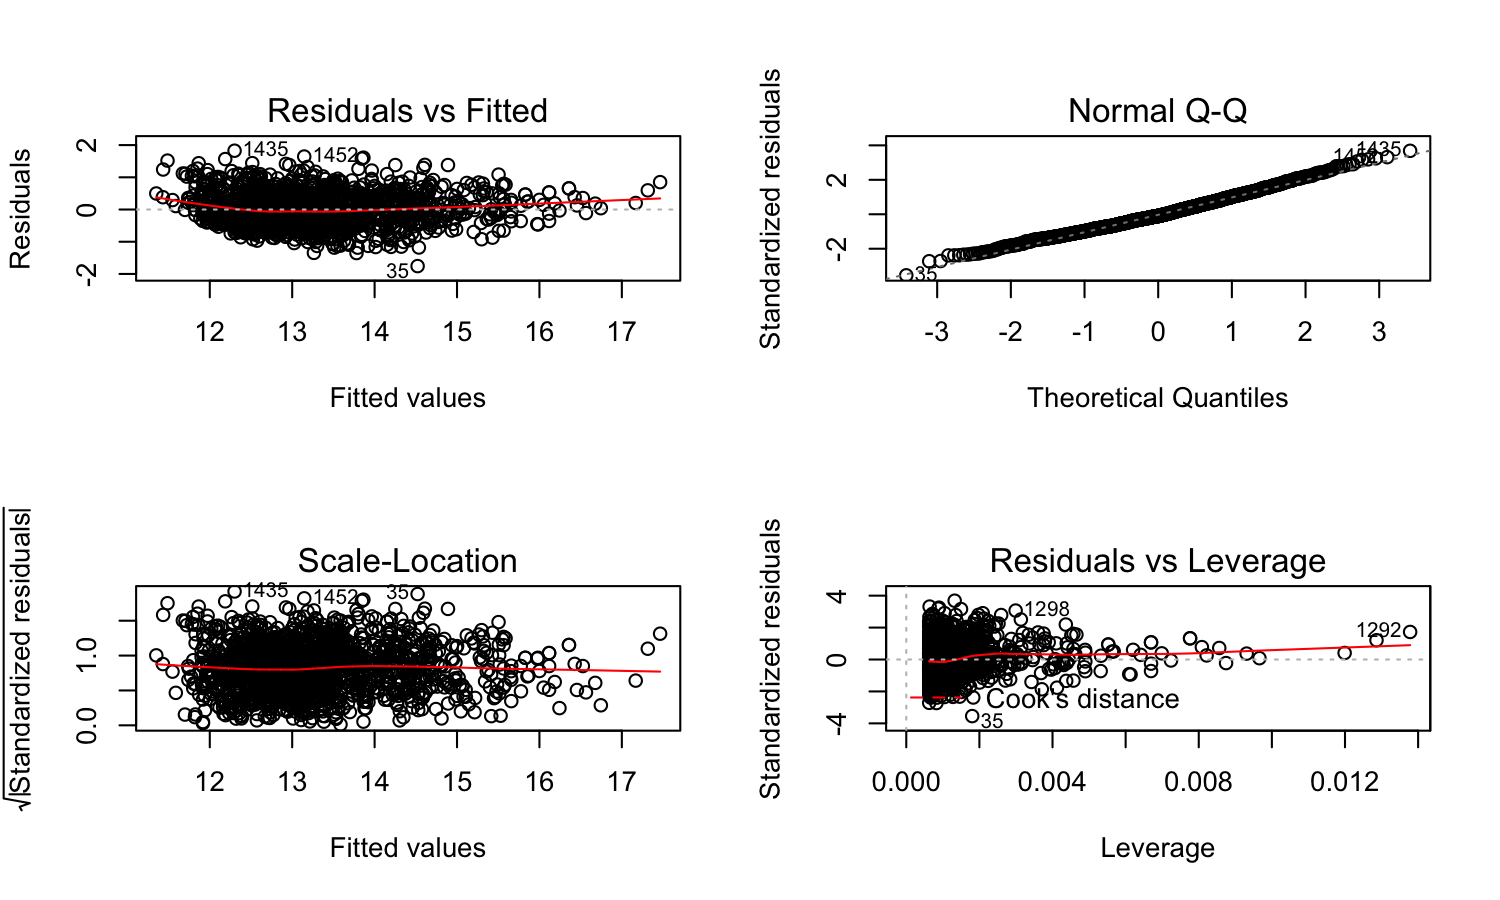 Residuals vs Fitted
Residuals
2
0
-2
1435
1452
35
12 13 14 15 16 17
Fitted values
Normal Q-Q
Standardized residuals
2
-2
1435
35
-3 -2 -1 0 1 2 3
Theoretical Quantiles
Scale-Location
√|Standardized residuals|
1.0
0.0
1435
1452
35
12 13 14 15 16 17
Fitted values
Residuals vs Leverage
Standardized residuals
4
0
-4
1298
1292
Cook's distance
35
0.000 0.004 0.008 0.012
Leverage